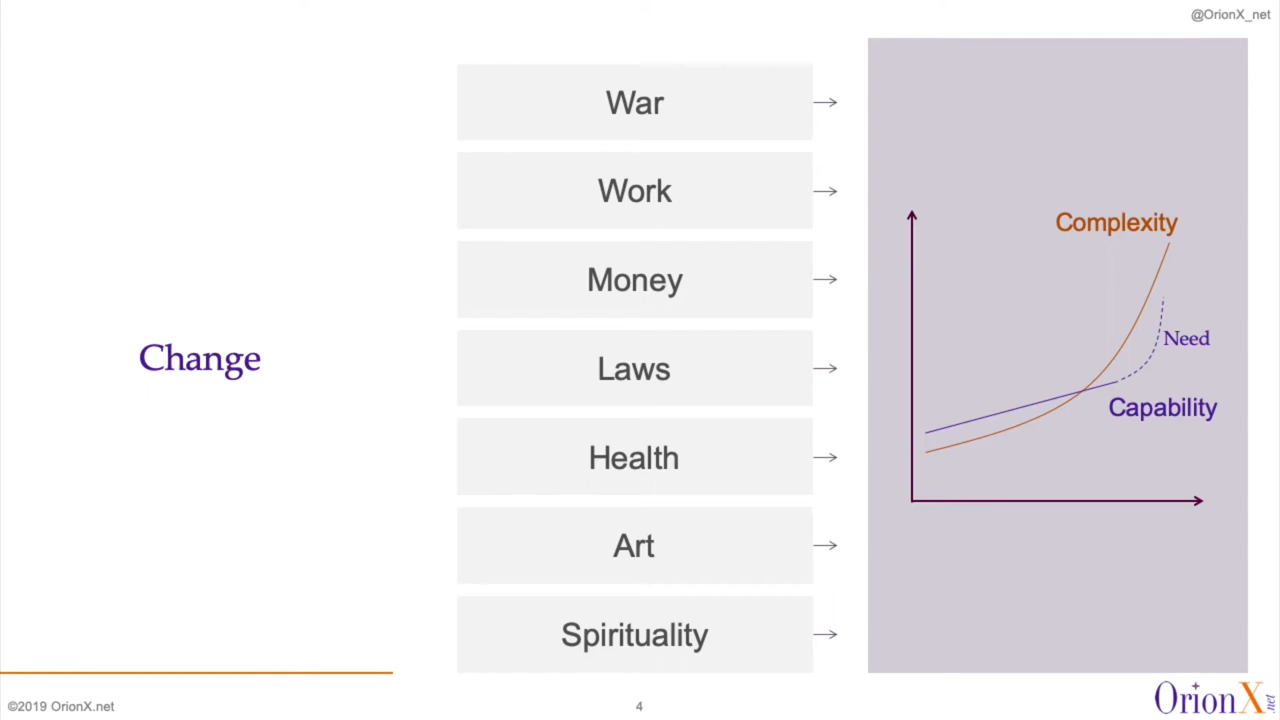 @OrionX_net
Change
War
Work
Money
Laws
Health
Art
Spirituality
Complexity
Need
Capability
©2019 OrionX.net
4
OrionX.net